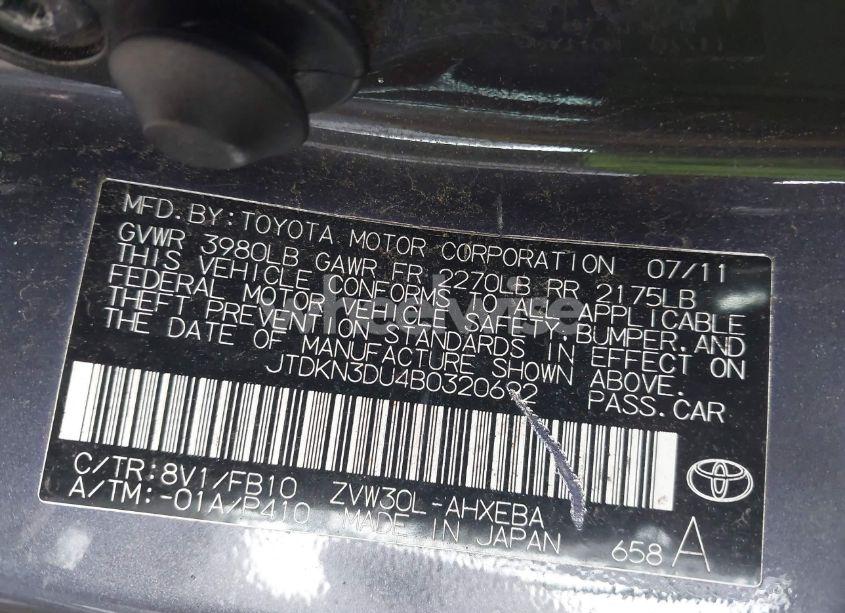 MFD. BY: TOYOTA MOTOR CORPORATION 07/11
GVWR 3980LB GAWR FR 2270LB RR 2175LB
THIS VEHICLE CONFORMS TO ALL APPLICABLE
FEDERAL MOTOR VEHICLE SAFETY, BUMPER, AND
THEFT PREVENTION STANDARDS IN EFFECT ON
THE DATE OF MANUFACTURE SHOWN ABOVE.
JTDKN3DU4B0320692 PASS. CAR
C/TR: 8V1/FB10 ZVW30L-AHXEBA
A/TM: -01A/P410 MADE IN JAPAN 658 A